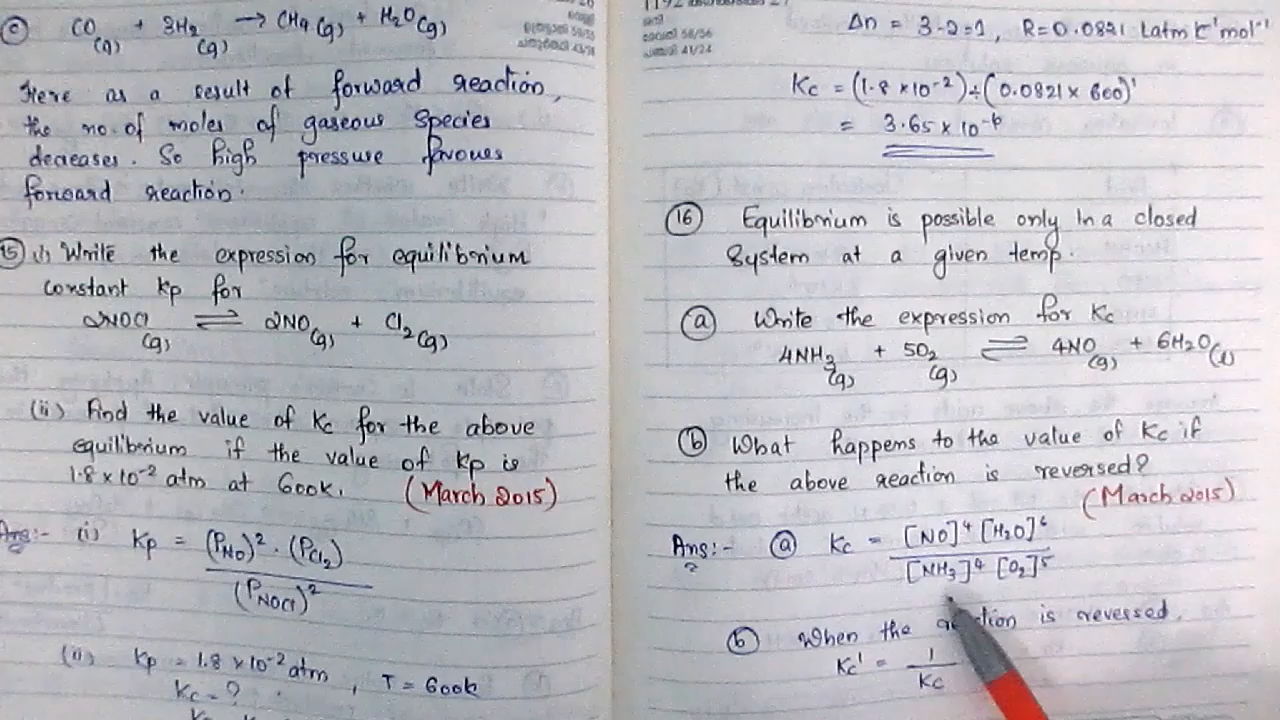 c) CO(g) + 3H₂(g) → CH₄(g) + H₂O(g)
Here as a result of forward reaction,
the no. of moles of gaseous species
decreases. So high pressure favoues
forward reaction.
15) i) Write the expression for equilibrium
constant Kp for
2NOCl(g) ⇌ 2NO(g) + Cl₂(g)
(ii) Find the value of Kc for the above
equilibrium if the value of Kp is
1.8 × 10⁻² atm at 600K. (March 2015)
Ans:- (i) Kp = (P_NO)² · (P_Cl₂) / (P_NOCl)²
(ii) Kp = 1.8 × 10⁻² atm, T = 600K
Kc = ?
Δn = 3-2=1, R=0.0821 Latm K⁻¹mol⁻¹
Kc = (1.8 × 10⁻²) ÷ (0.0821 × 600)¹
= 3.65 × 10⁻⁶
16) Equilibrium is possible only in a closed
System at a given temp.
a) Write the expression for Kc
4NH₃(g) + 5O₂(g) ⇌ 4NO(g) + 6H₂O(l)
b) What happens to the value of Kc if
the above reaction is reversed?
(March 2015)
Ans:- a) Kc = [NO]⁴ [H₂O]⁶ / [NH₃]⁴ [O₂]⁵
b) When the reaction is reversed,
Kc' = 1 / Kc